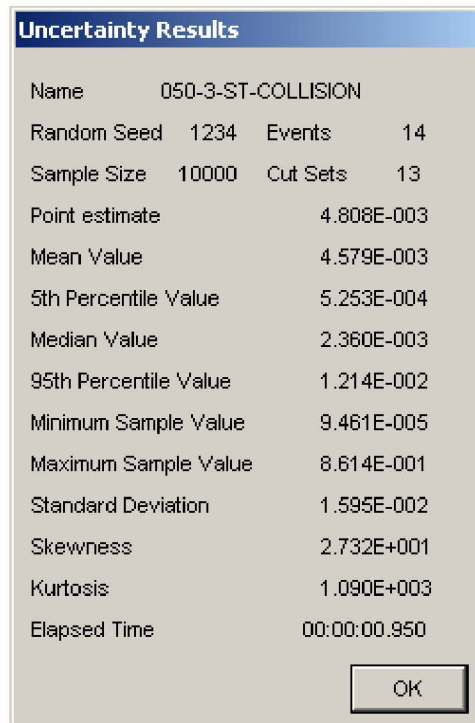 Uncertainty Results
Name 050-3-ST-COLLISION
Random Seed 1234 Events 14
Sample Size 10000 Cut Sets 13
Point estimate 4.808E-003
Mean Value 4.579E-003
5th Percentile Value 5.253E-004
Median Value 2.360E-003
95th Percentile Value 1.214E-002
Minimum Sample Value 9.461E-005
Maximum Sample Value 8.614E-001
Standard Deviation 1.595E-002
Skewness 2.732E+001
Kurtosis 1.090E+003
Elapsed Time 00:00:00.950
OK